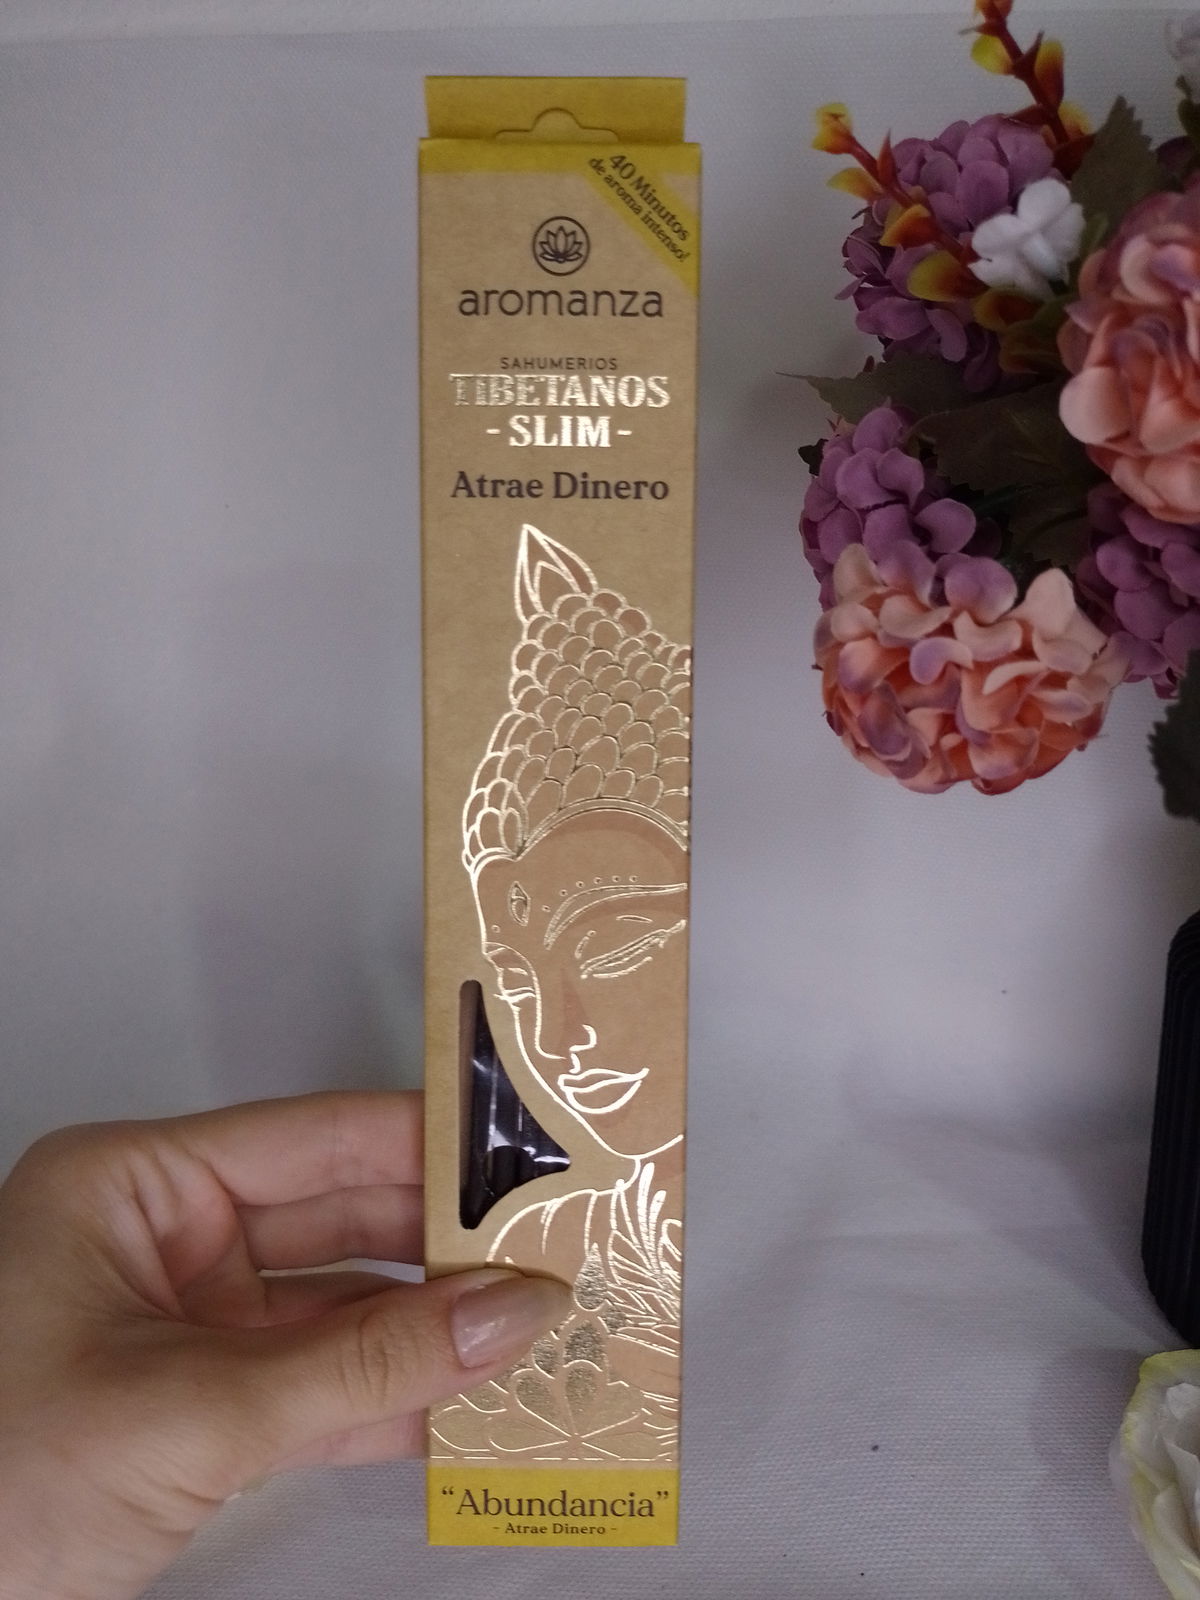 40 Minutos
de aroma intenso!
aromanza
SAHUMERIOS
TIBETANOS
- SLIM -
Atrae Dinero
“Abundancia”
- Atrae Dinero -